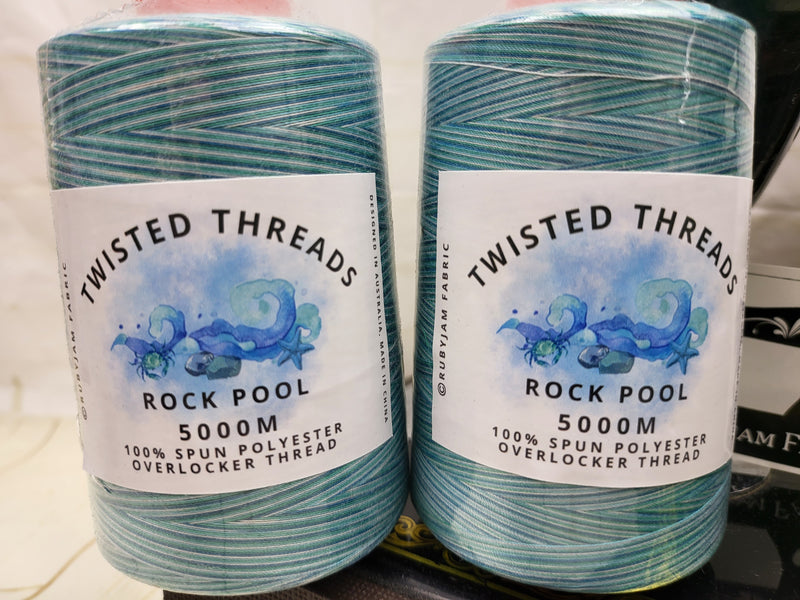 TWISTED THREADS
ROCK POOL
5000M
100% SPUN POLYESTER
OVERLOCKER THREAD
©RUBYJAM FABRIC
DESIGNED IN AUSTRALIA. MADE IN CHINA
TWISTED THREADS
ROCK POOL
5000M
100% SPUN POLYESTER
OVERLOCKER THREAD
©RUBYJAM FABRIC